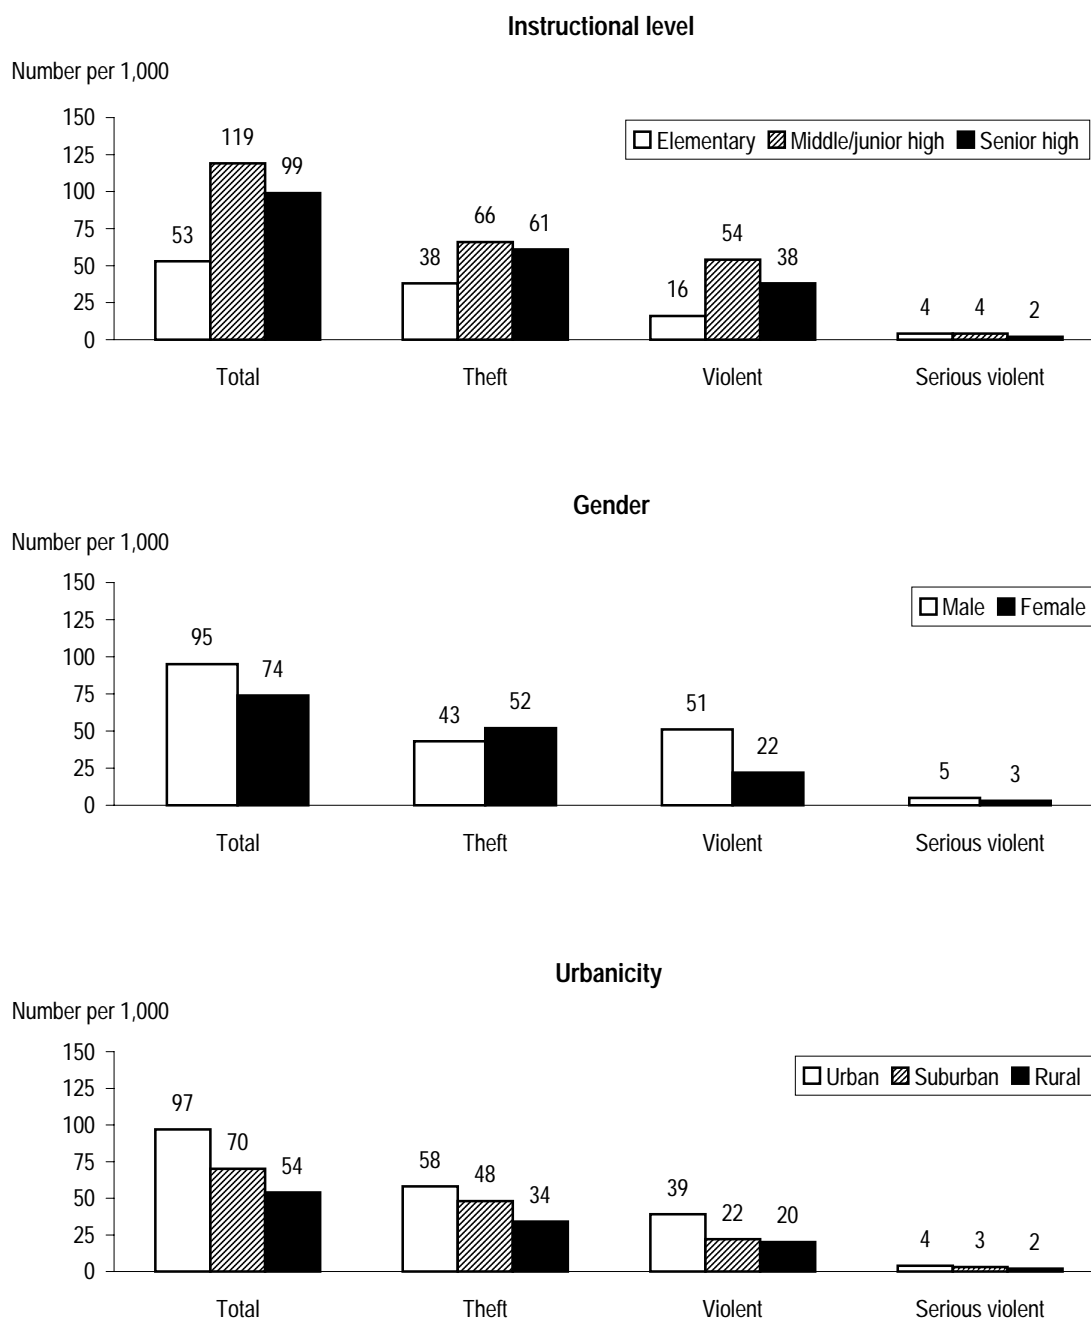 Instructional level
Number per 1,000
150
125
100
75
50
25
0
Elementary Middle/junior high Senior high
53 119 99
38 66 61
16 54 38
4 4 2
Total Theft Violent Serious violent
Gender
Number per 1,000
150
125
100
75
50
25
0
Male Female
95 74
43 52
51 22
5 3
Total Theft Violent Serious violent
Urbanicity
Number per 1,000
150
125
100
75
50
25
0
Urban Suburban Rural
97 70 54
58 48 34
39 22 20
4 3 2
Total Theft Violent Serious violent